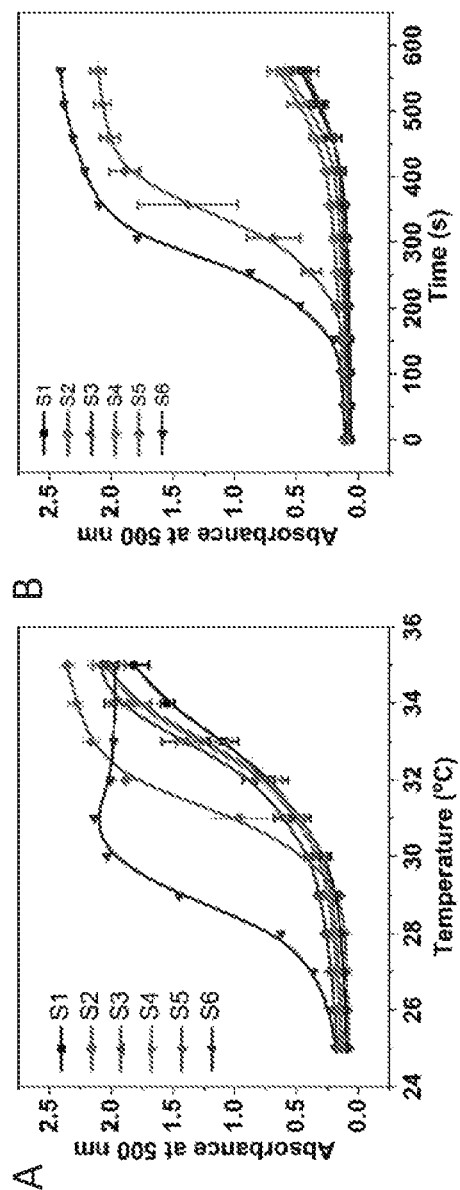 A
Absorbance at 500 nm
2.5
2.0
1.5
1.0
0.5
0.0
S1
S2
S3
S4
S5
S6
24 26 28 30 32 34 36
Temperature (°C)
B
Absorbance at 500 nm
2.5
2.0
1.5
1.0
0.5
0.0
S1
S2
S3
S4
S5
S6
0 100 200 300 400 500 600
Time (s)